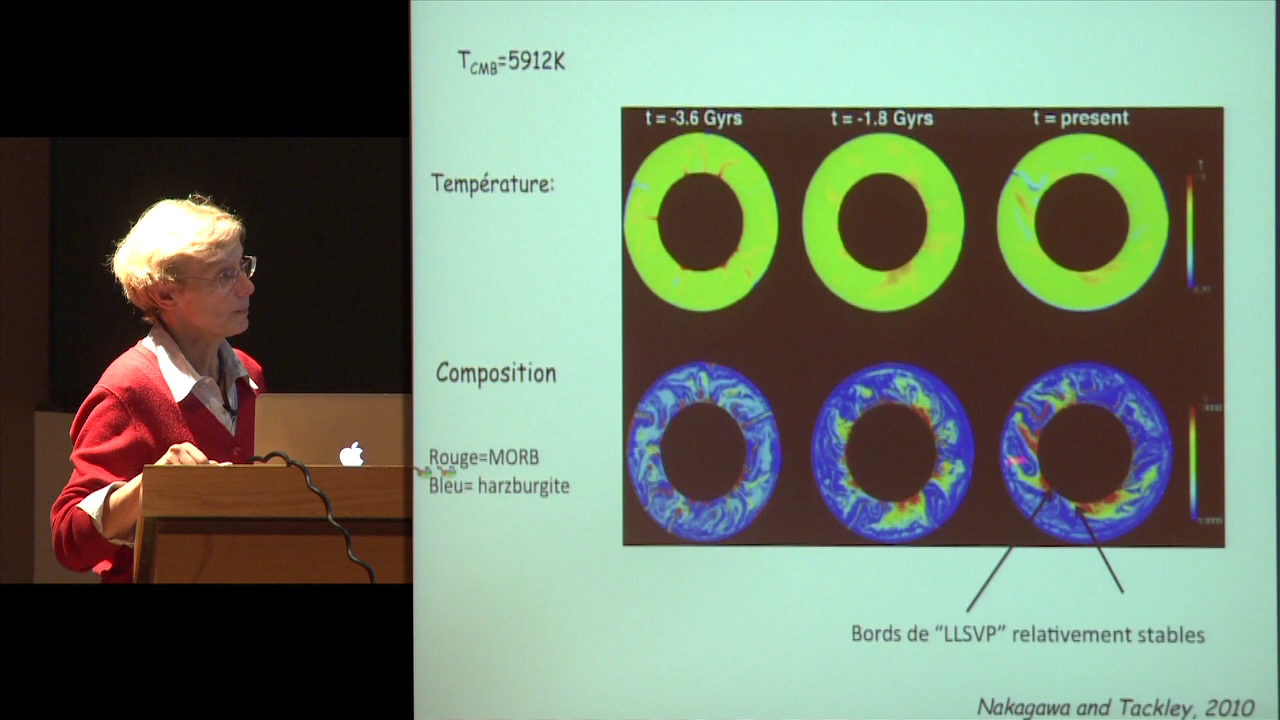 T_CMB=5912K
t = -3.6 Gyrs
t = -1.8 Gyrs
t = present
Température:
T
Composition
Rouge=MORB
Bleu= harzburgite
Bords de “LLSVP” relativement stables
Nakagawa and Tackley, 2010